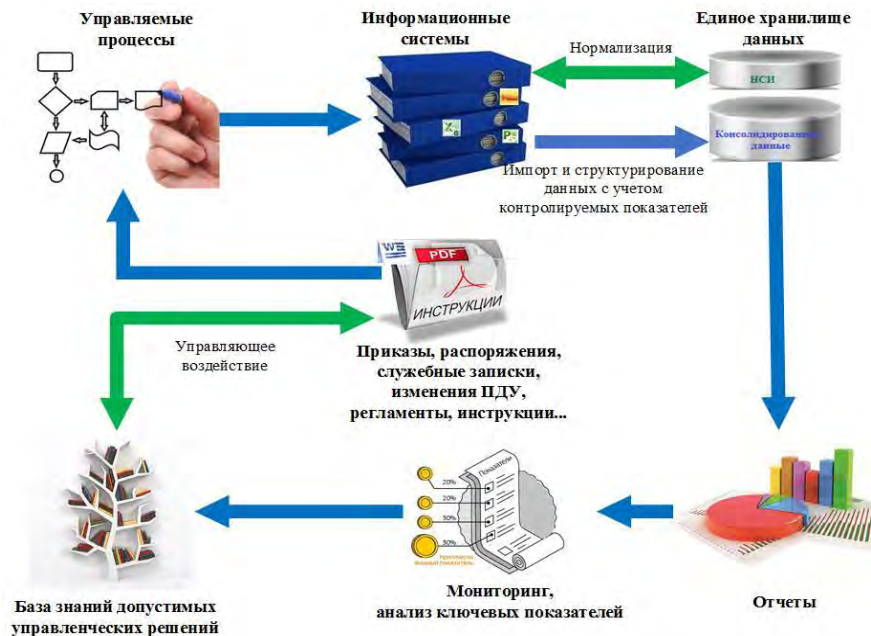 Управляемые
процессы
Информационные
системы
Единое хранилище
данных
Нормализация
НСИ
Консолидированные
данные
Импорт и структурирование
данных с учетом
контролируемых показателей
W
PDF
ИНСТРУКЦИИ
Управляющее
воздействие
Приказы, распоряжения,
служебные записки,
изменения ПДУ,
регламенты, инструкции...
Показатели
20%
20%
30%
30%
База знаний допустимых
управленческих решений
Мониторинг,
анализ ключевых показателей
Отчеты